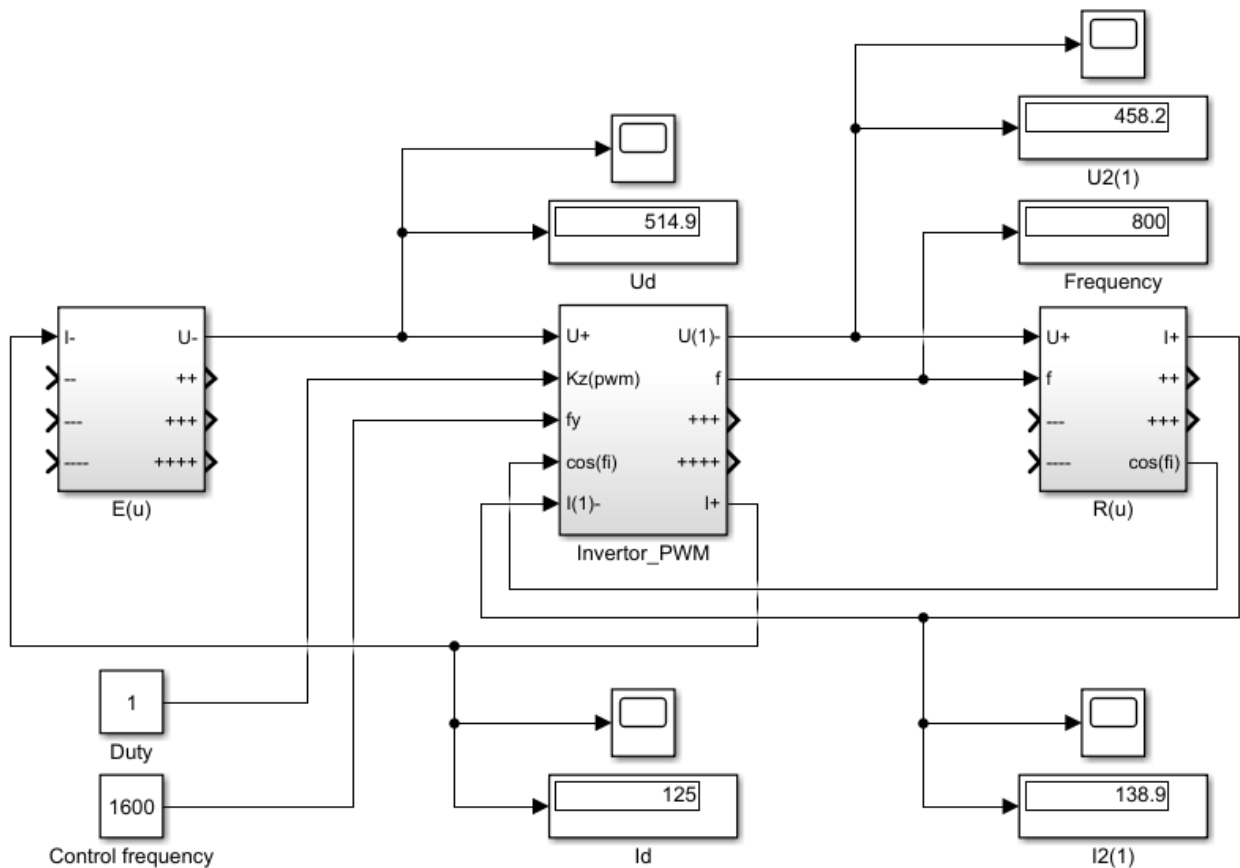 458.2
U2(1)
514.9
Ud
800
Frequency
I- U-
-- ++
--- +++
---- ++++
E(u)
U+ U(1)-
Kz(pwm) f
fy +++
cos(fi) ++++
I(1)- I+
Invertor_PWM
U+ I+
f ++
--- +++
---- cos(fi)
R(u)
1
Duty
1600
Control frequency
125
Id
138.9
I2(1)